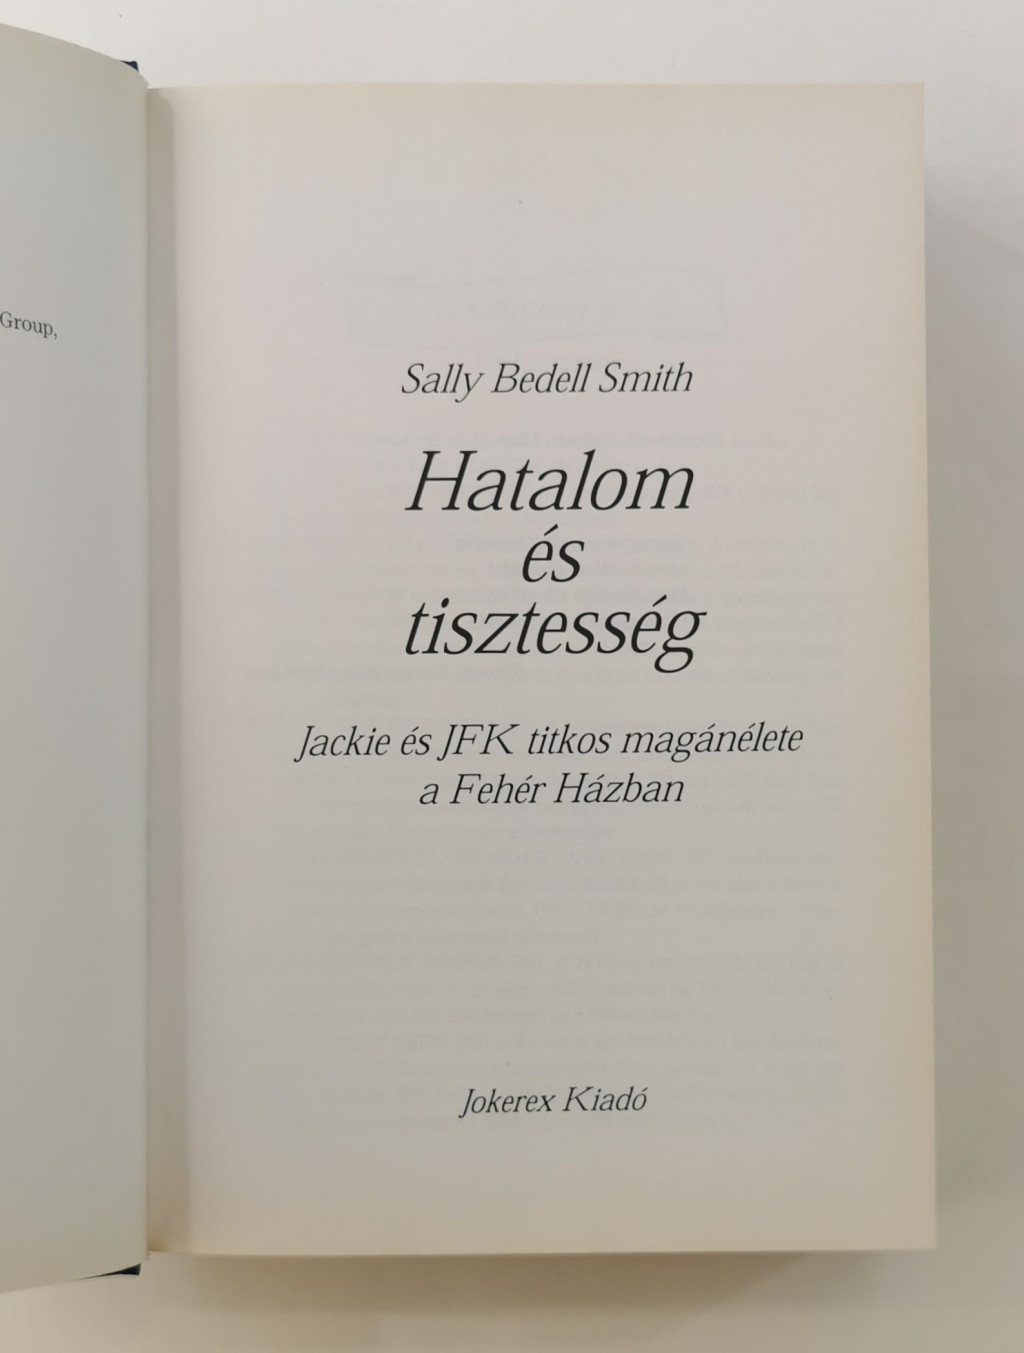 Group,
Sally Bedell Smith
Hatalom
és
tisztesség
Jackie és JFK titkos magánélete
a Fehér Házban
Jokerex Kiadó